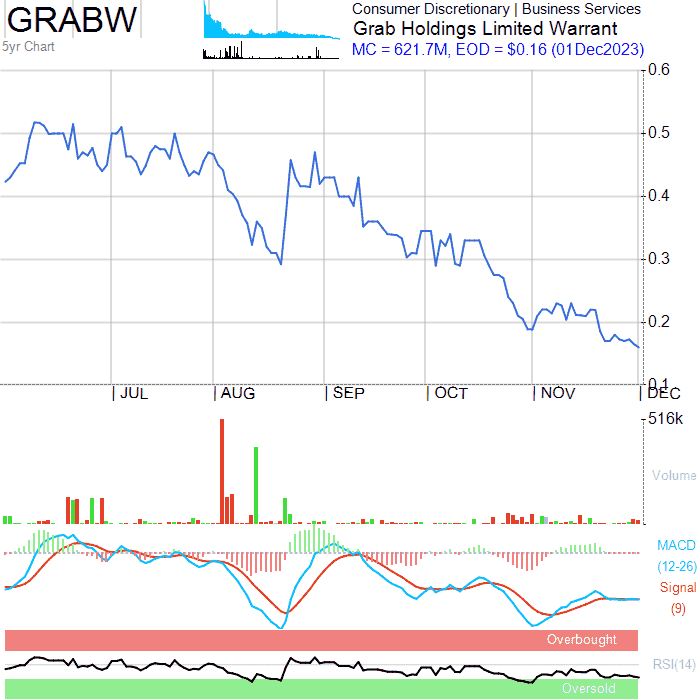 GRABW
5yr Chart
Consumer Discretionary | Business Services
Grab Holdings Limited Warrant
MC = 621.7M, EOD = $0.16 (01Dec2023)
0.6
0.5
0.4
0.3
0.2
0.1
| JUL | AUG | SEP | OCT | NOV | DEC
516k
Volume
MACD
(12-26)
Signal
(9)
Overbought
RSI(14)
Oversold